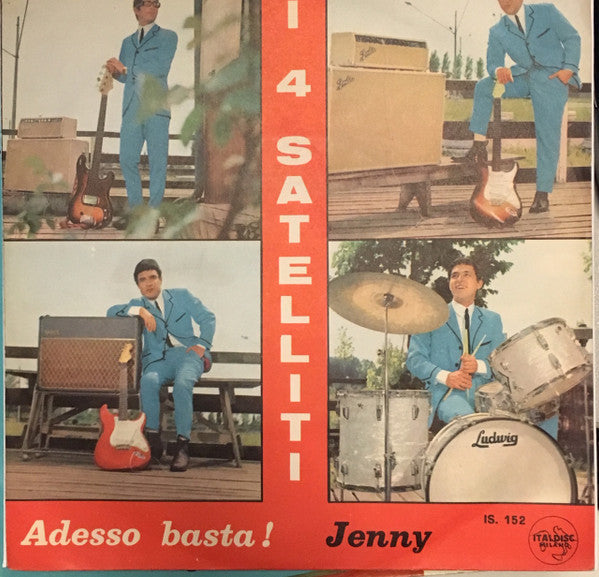 I 4 SATELLITI
Adesso basta!
Jenny
IS. 152
ITALDISC
MILANO
Ludwig